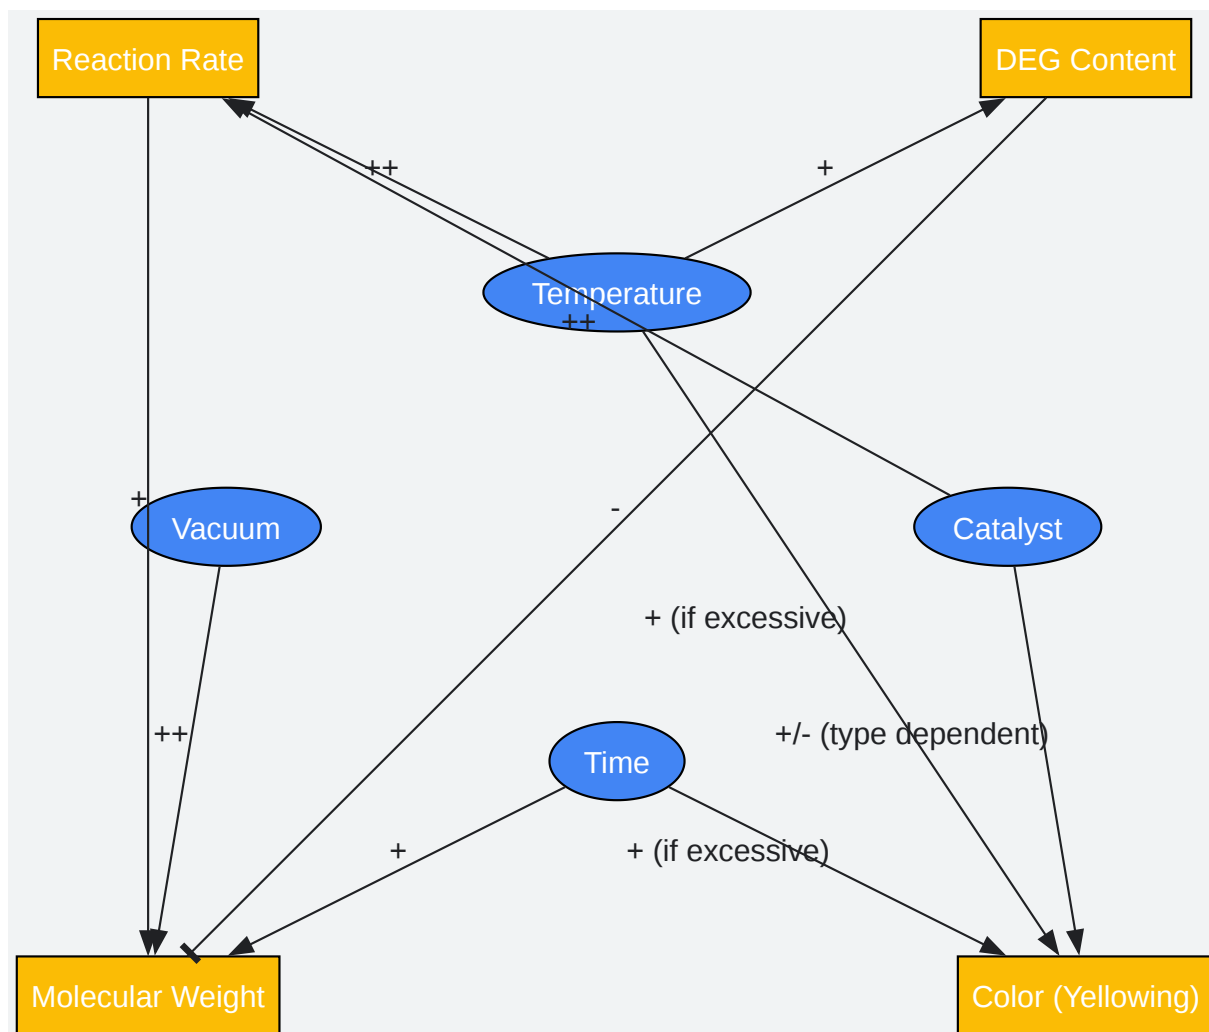 Reaction Rate
DEG Content
++
+
Temperature
++
+
Vacuum
-
Catalyst
+ (if excessive)
++
+/- (type dependent)
Time
+
+ (if excessive)
Molecular Weight
Color (Yellowing)